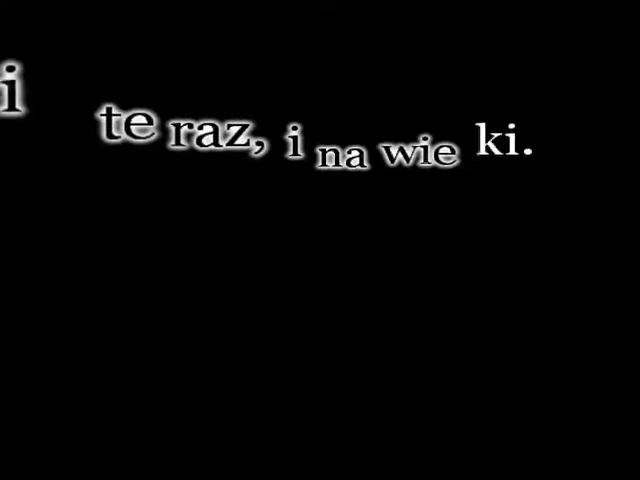 i te raz, i na wie ki.